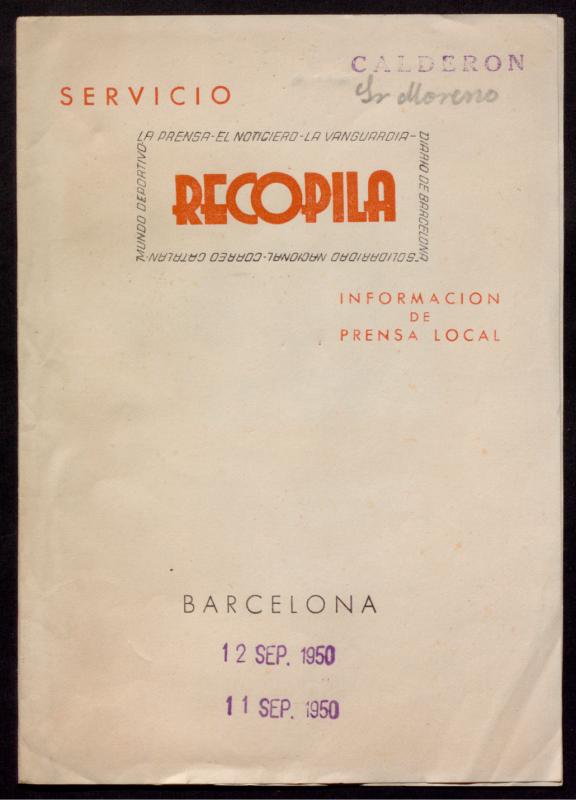 CALDERON
Sr Moreno
SERVICIO
LA PRENSA-EL NOTICIERO-LA VANGUARDIA-
DIARIO DE BARCELONA
-SOLIDARIDAD NACIONAL-CORREO CATALAN-
MUNDO DEPORTIVO
RECOPILA
INFORMACION
DE
PRENSA LOCAL
BARCELONA
12 SEP. 1950
11 SEP. 1950